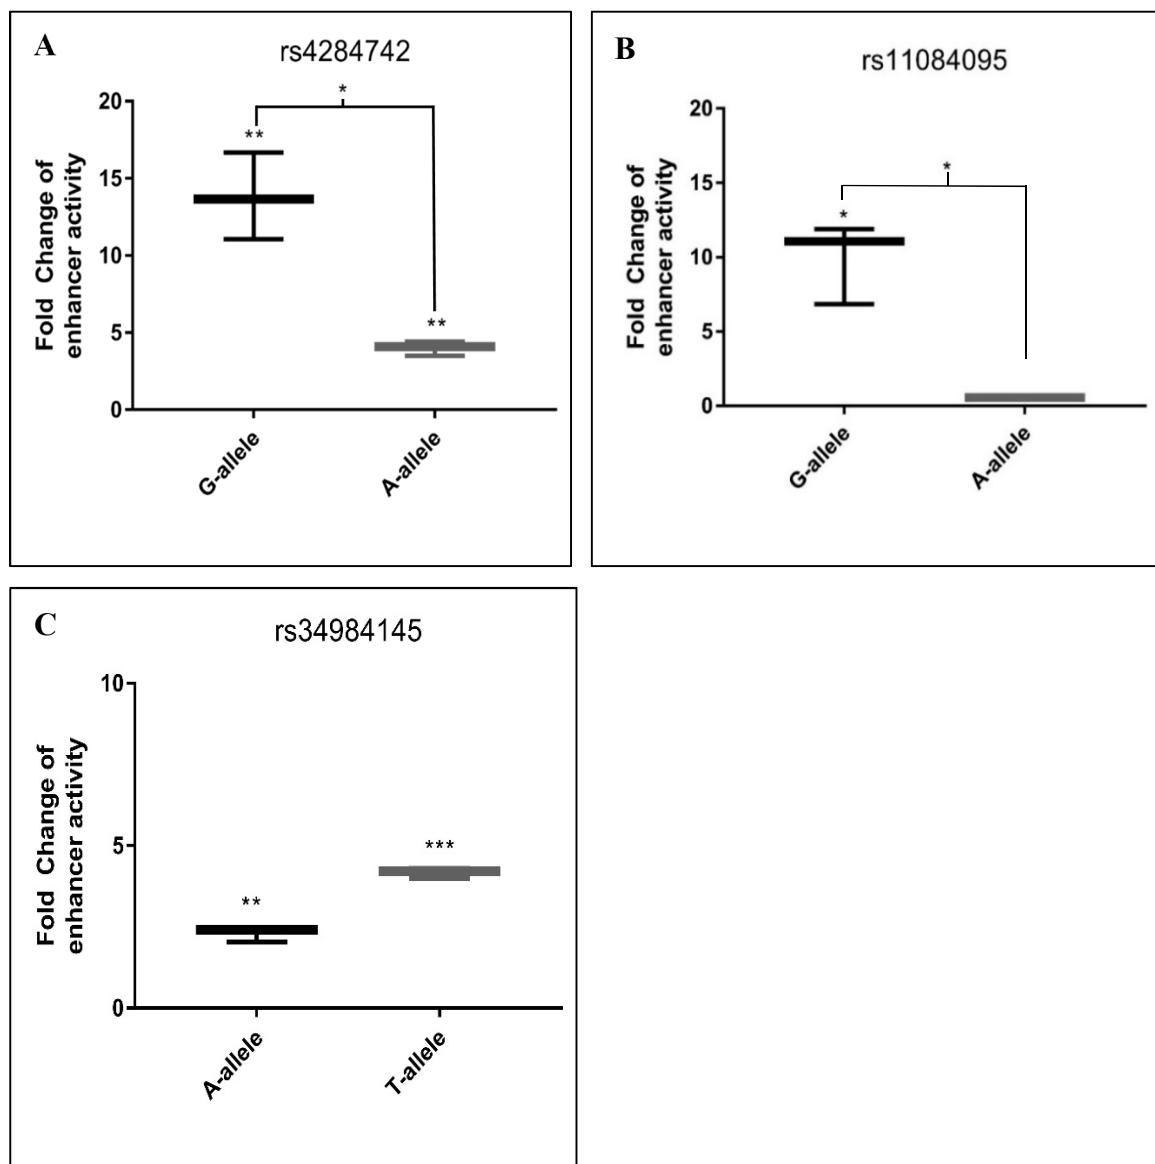 A
rs4284742
Fold Change of
enhancer activity
20
15
10
5
0
*
**
**
G-allele
A-allele
B
rs11084095
Fold Change of
enhancer activity
20
15
10
5
0
*
*
G-allele
A-allele
C
rs34984145
Fold Change of
enhancer activity
10
5
0
**
***
A-allele
T-allele